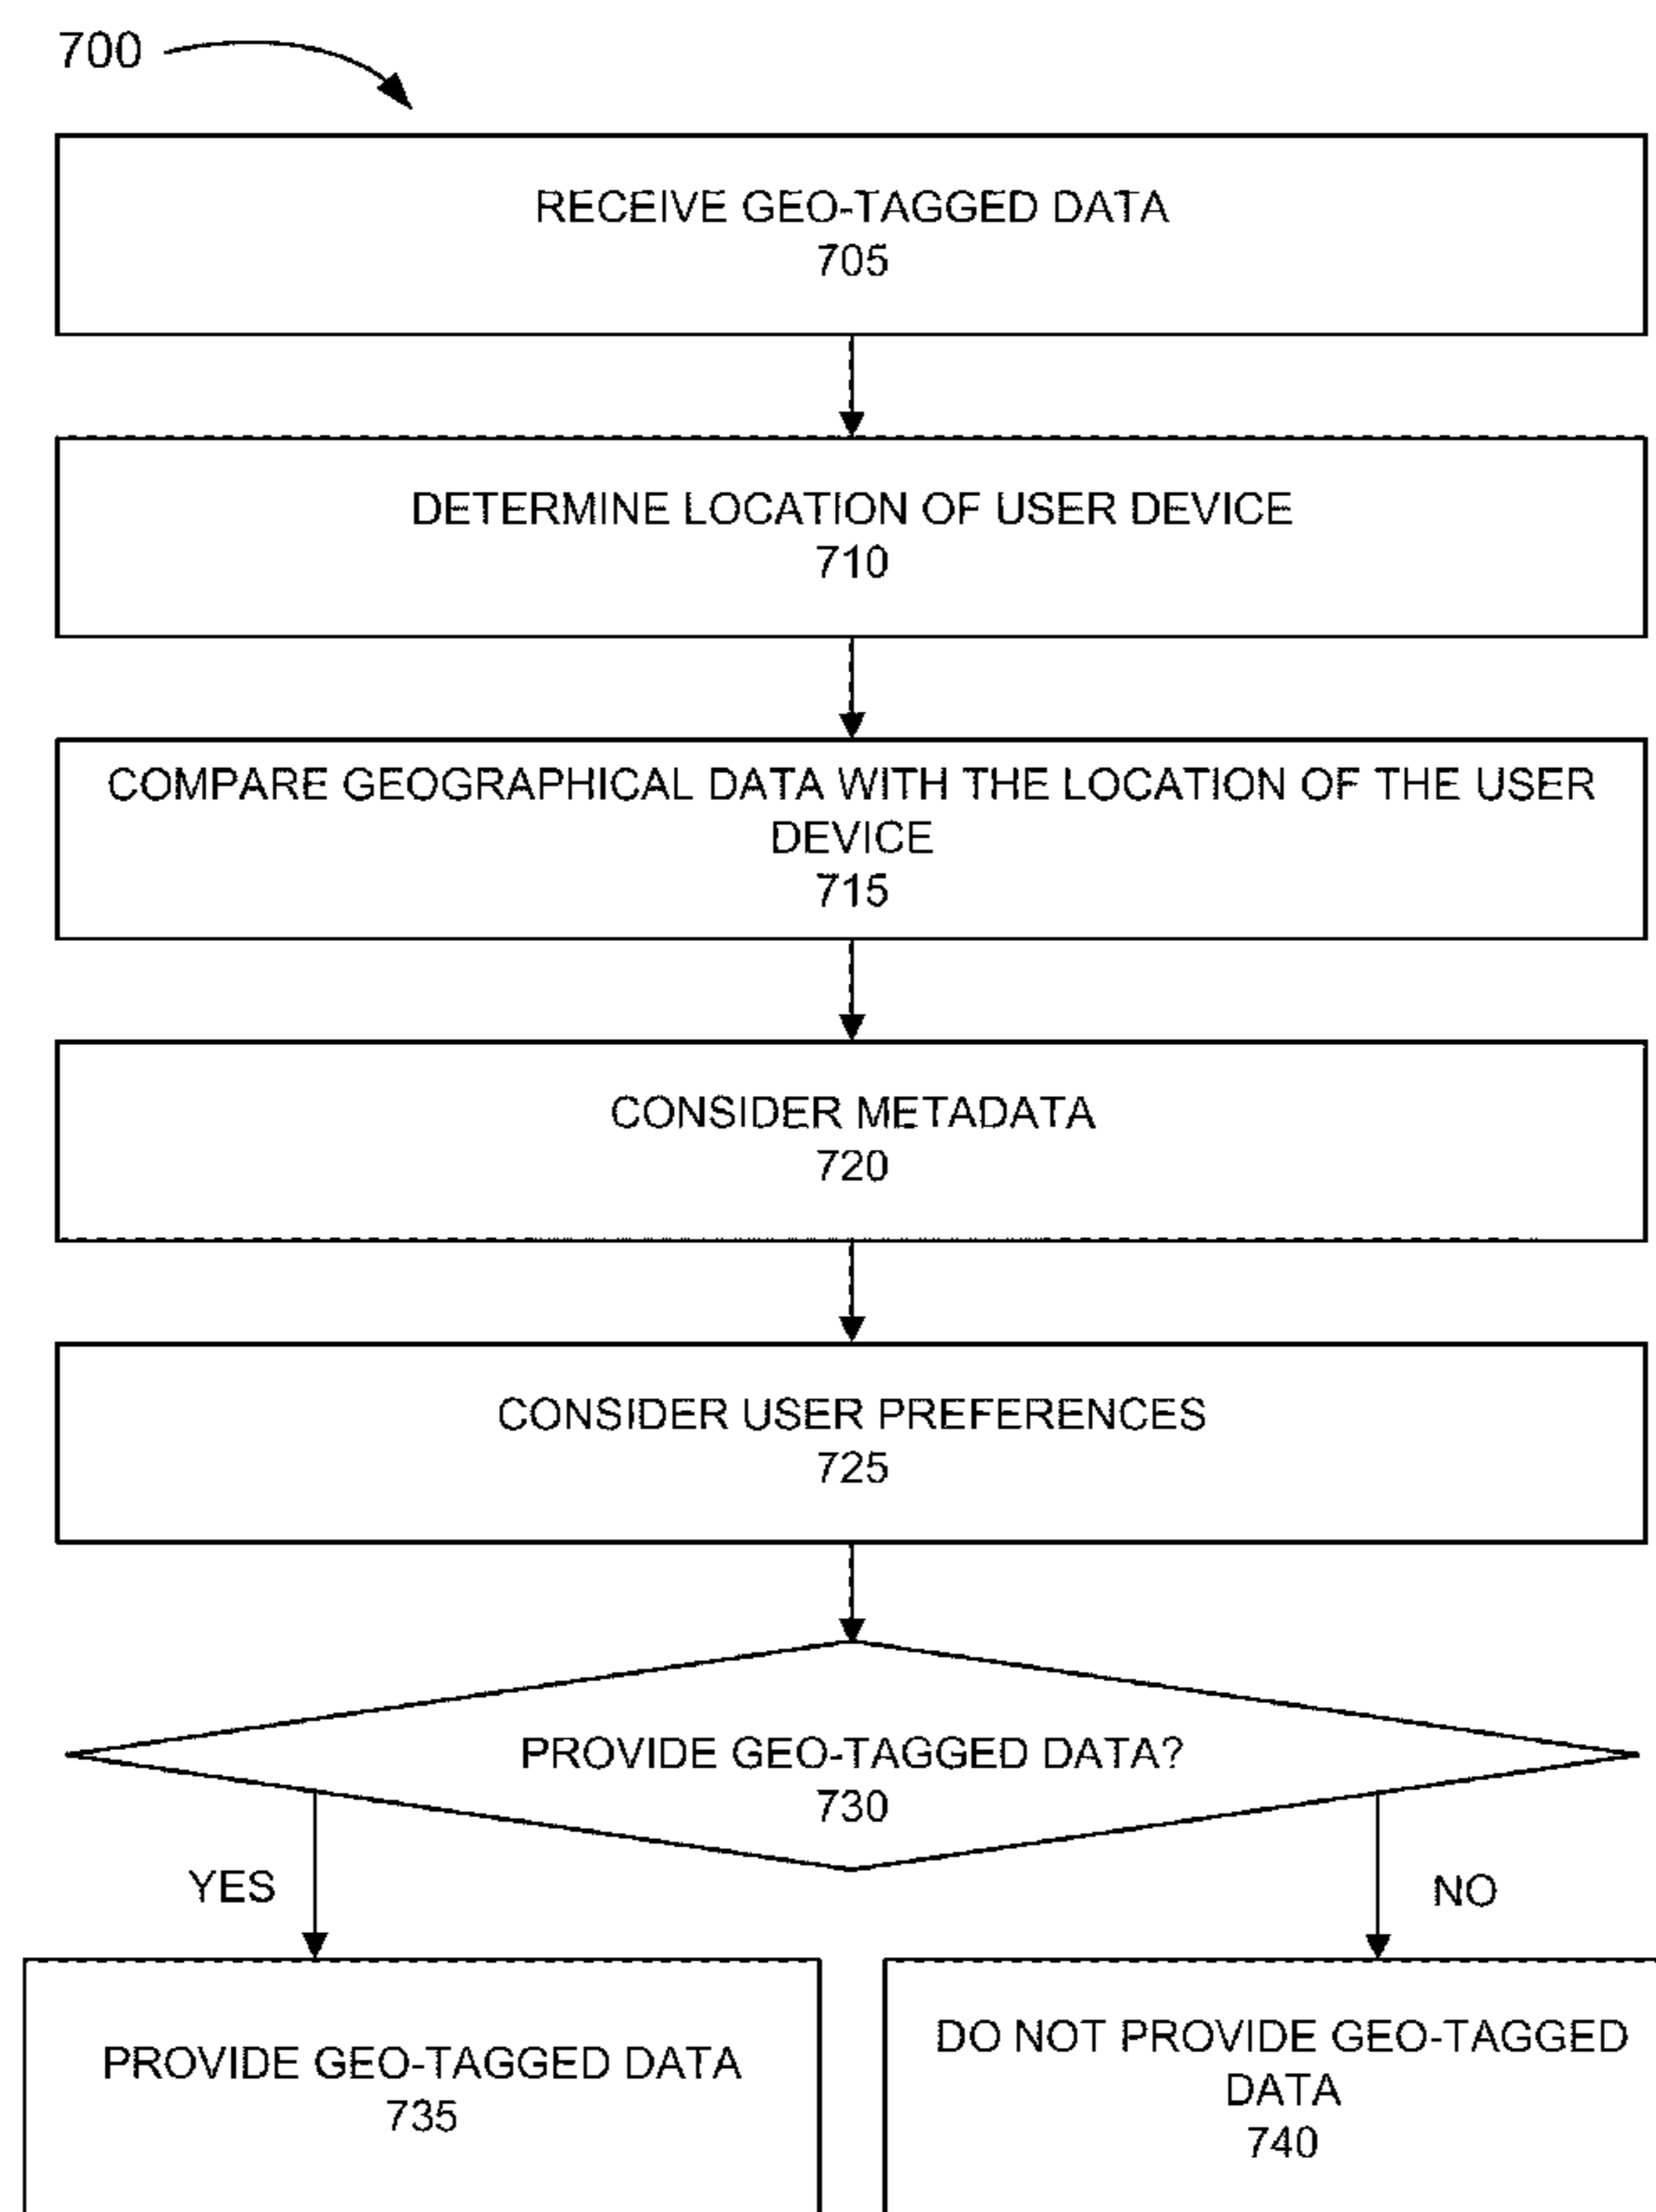 700
RECEIVE GEO-TAGGED DATA
705
DETERMINE LOCATION OF USER DEVICE
710
COMPARE GEOGRAPHICAL DATA WITH THE LOCATION OF THE USER
DEVICE
715
CONSIDER METADATA
720
CONSIDER USER PREFERENCES
725
PROVIDE GEO-TAGGED DATA?
730
YES
NO
PROVIDE GEO-TAGGED DATA
735
DO NOT PROVIDE GEO-TAGGED
DATA
740